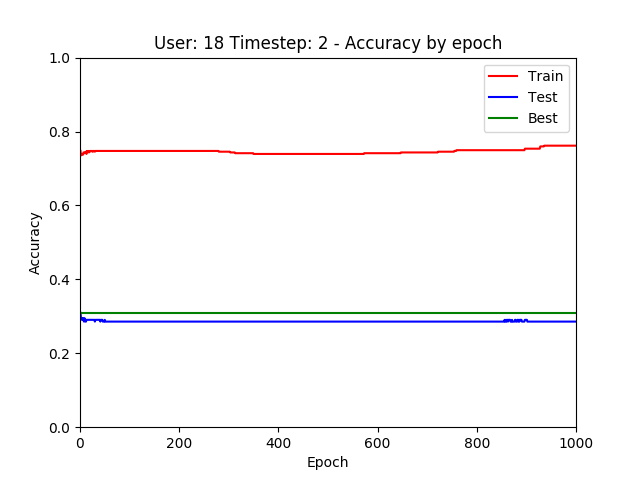 User: 18 Timestep: 2 - Accuracy by epoch
1.0
0.8
0.6
0.4
0.2
0.0
Accuracy
Train
Test
Best
0 200 400 600 800 1000
Epoch